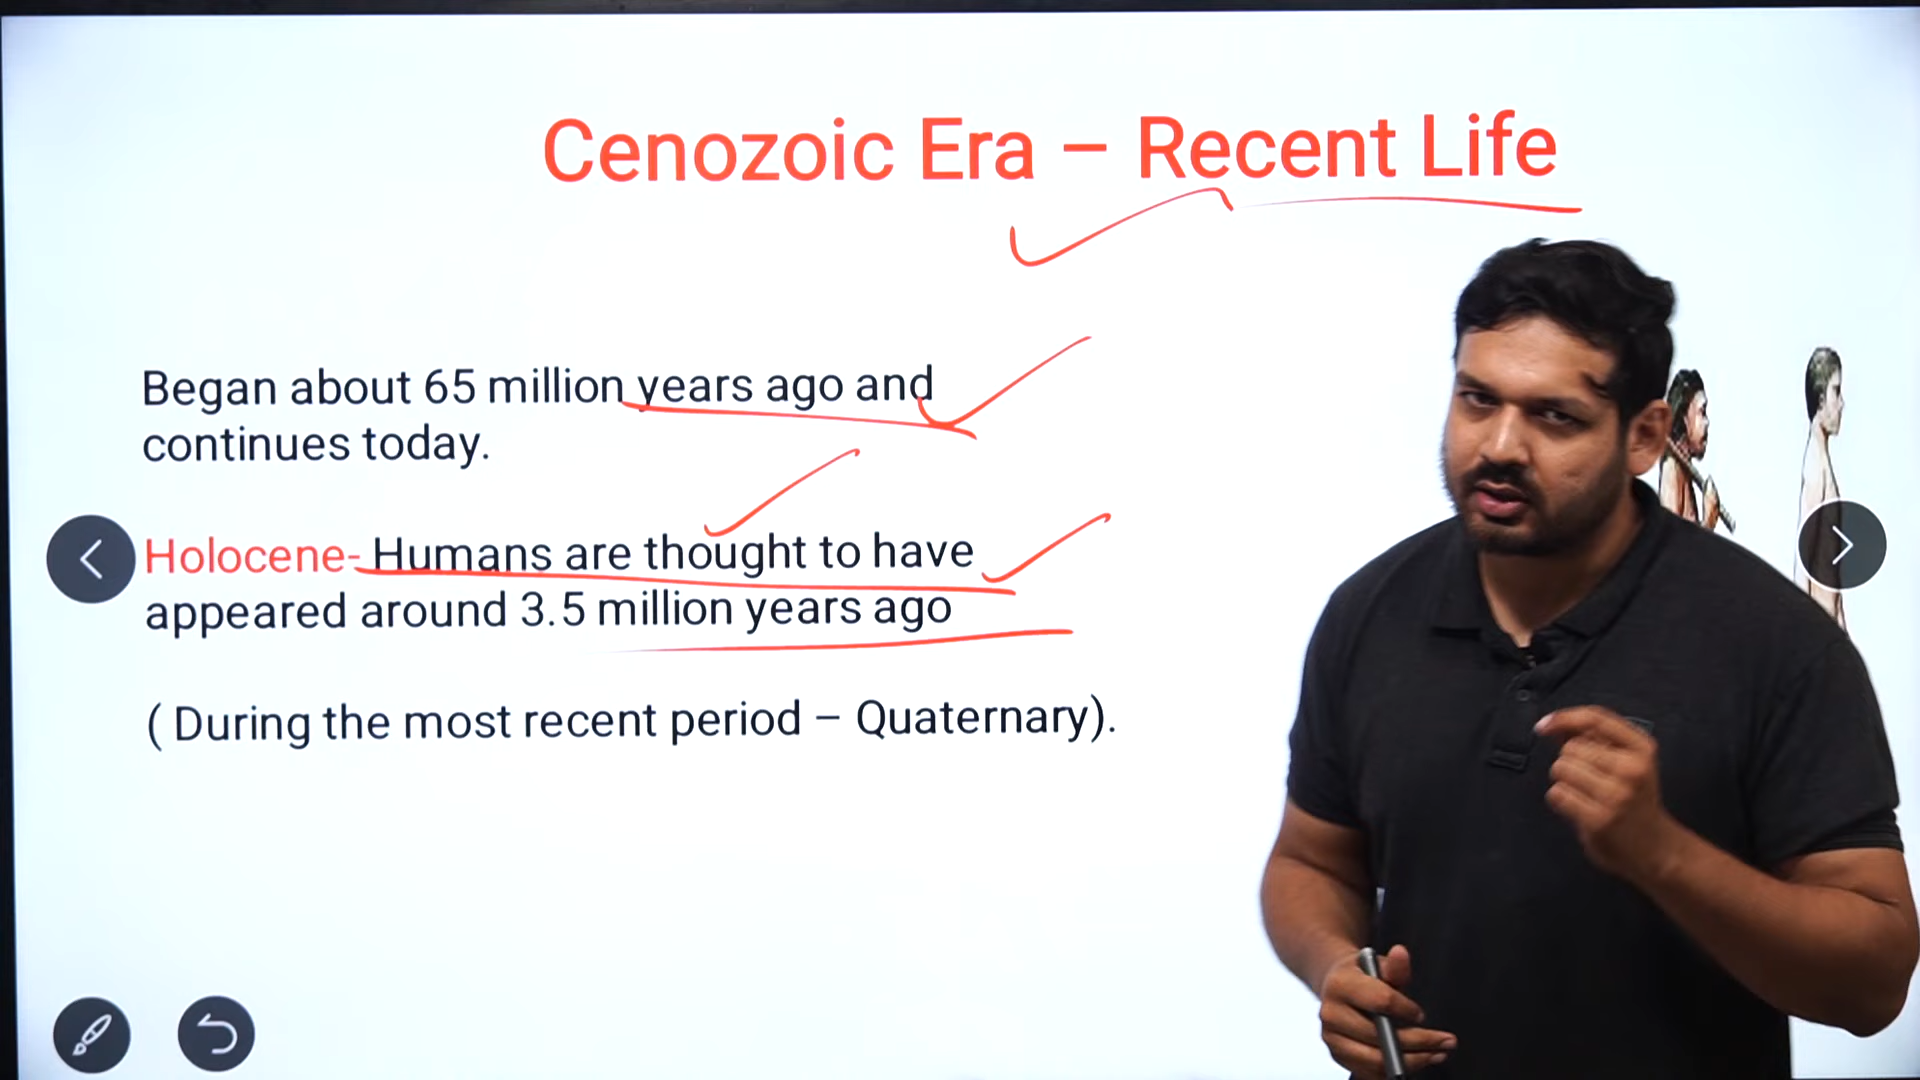 Cenozoic Era – Recent Life
Began about 65 million years ago and
continues today.
Holocene- Humans are thought to have
appeared around 3.5 million years ago
( During the most recent period – Quaternary).